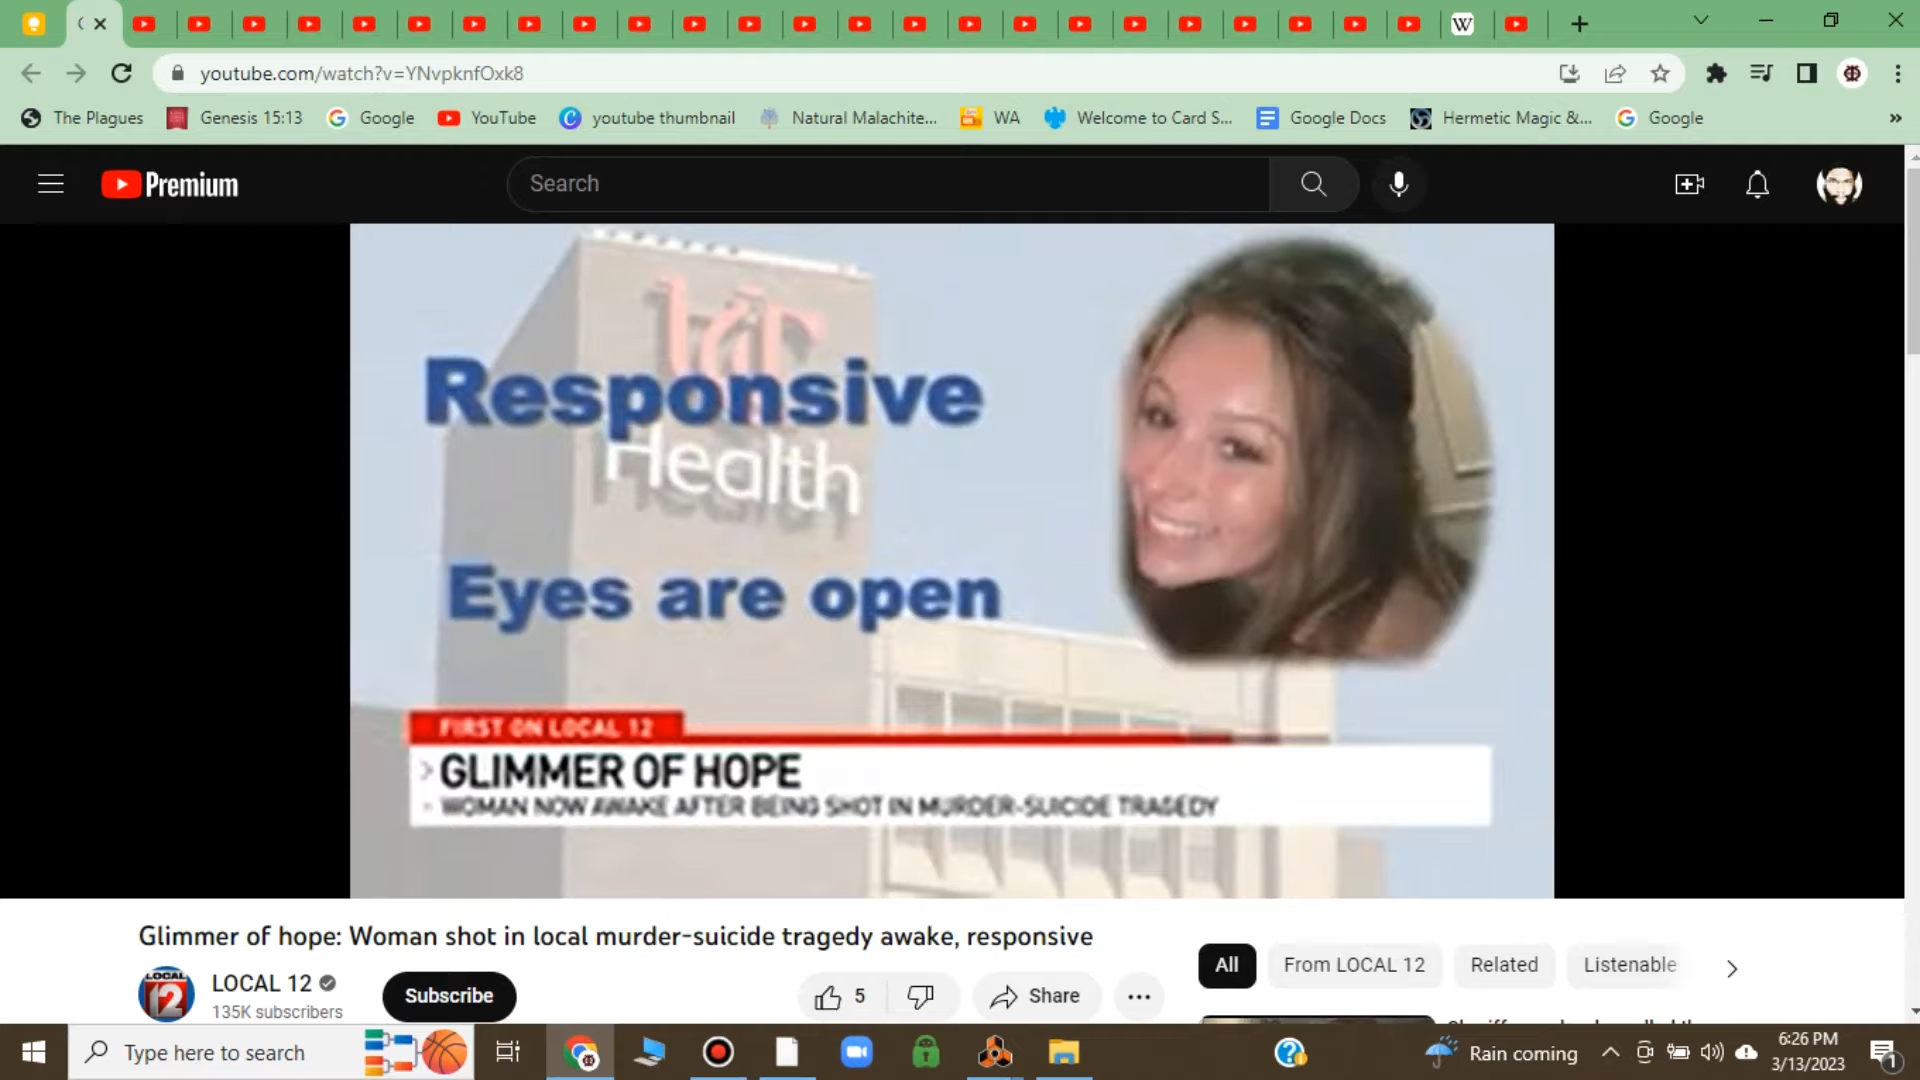 youtube.com/watch?v=YNvpknfOxk8
The Plagues
Genesis 15:13
Google
YouTube
youtube thumbnail
Natural Malachite...
WA
Welcome to Card S...
Google Docs
Hermetic Magic &...
Google
»
Premium
Search
UC
Health
Responsive
Eyes are open
FIRST ON LOCAL 12
GLIMMER OF HOPE
WOMAN NOW AWAKE AFTER BEING SHOT IN MURDER-SUICIDE TRAGEDY
Glimmer of hope: Woman shot in local murder-suicide tragedy awake, responsive
LOCAL 12
LOCAL 12
135K subscribers
Subscribe
5
Share
All
From LOCAL 12
Related
Listenable
Type here to search
Rain coming
6:26 PM
3/13/2023
1